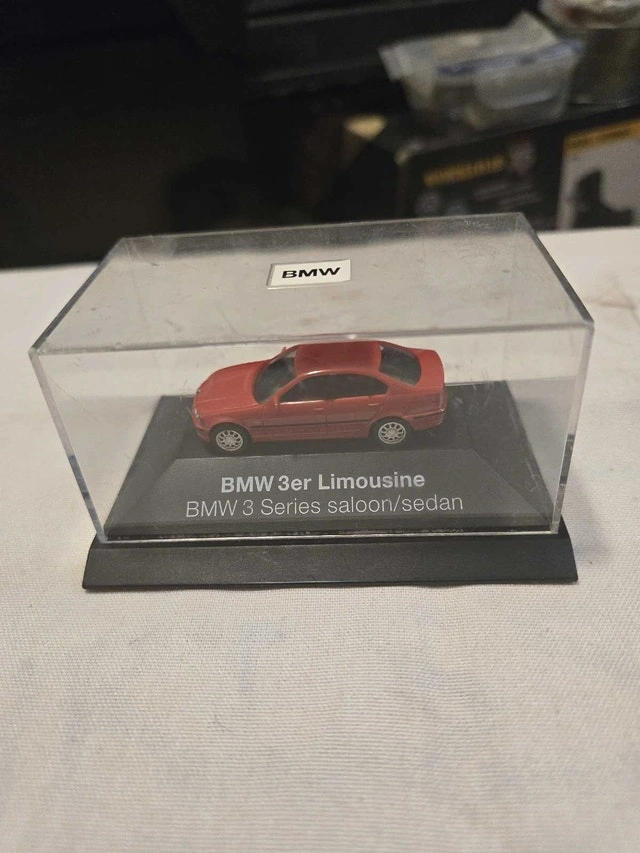 BMW
BMW 3er Limousine
BMW 3 Series saloon/sedan